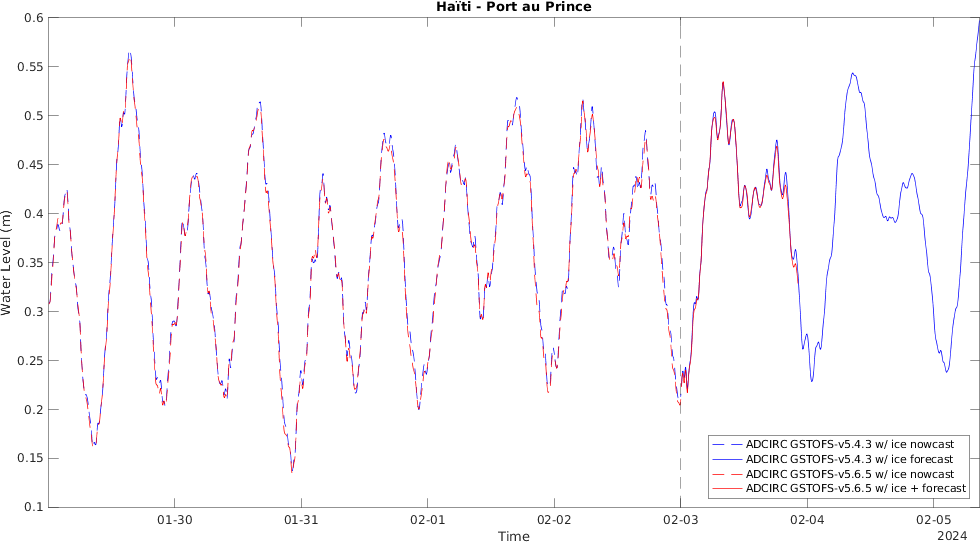 Haïti - Port au Prince
Water Level (m)
0.6
0.55
0.5
0.45
0.4
0.35
0.3
0.25
0.2
0.15
0.1
ADCIRC GSTOFS-v5.4.3 w/ ice nowcast
ADCIRC GSTOFS-v5.4.3 w/ ice forecast
ADCIRC GSTOFS-v5.6.5 w/ ice nowcast
ADCIRC GSTOFS-v5.6.5 w/ ice + forecast
01-30 01-31 02-01 02-02 02-03 02-04 02-05
Time
2024